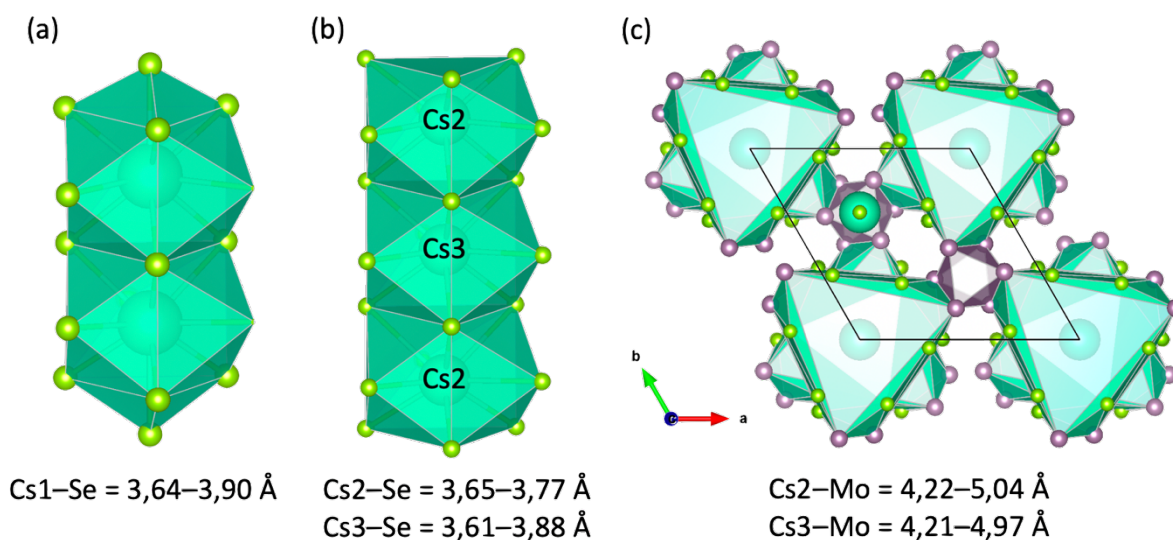 (a)
(b)
(c)
Cs2
Cs3
Cs2
b
a
c
Cs1–Se = 3,64–3,90 Å
Cs2–Se = 3,65–3,77 Å
Cs3–Se = 3,61–3,88 Å
Cs2–Mo = 4,22–5,04 Å
Cs3–Mo = 4,21–4,97 Å